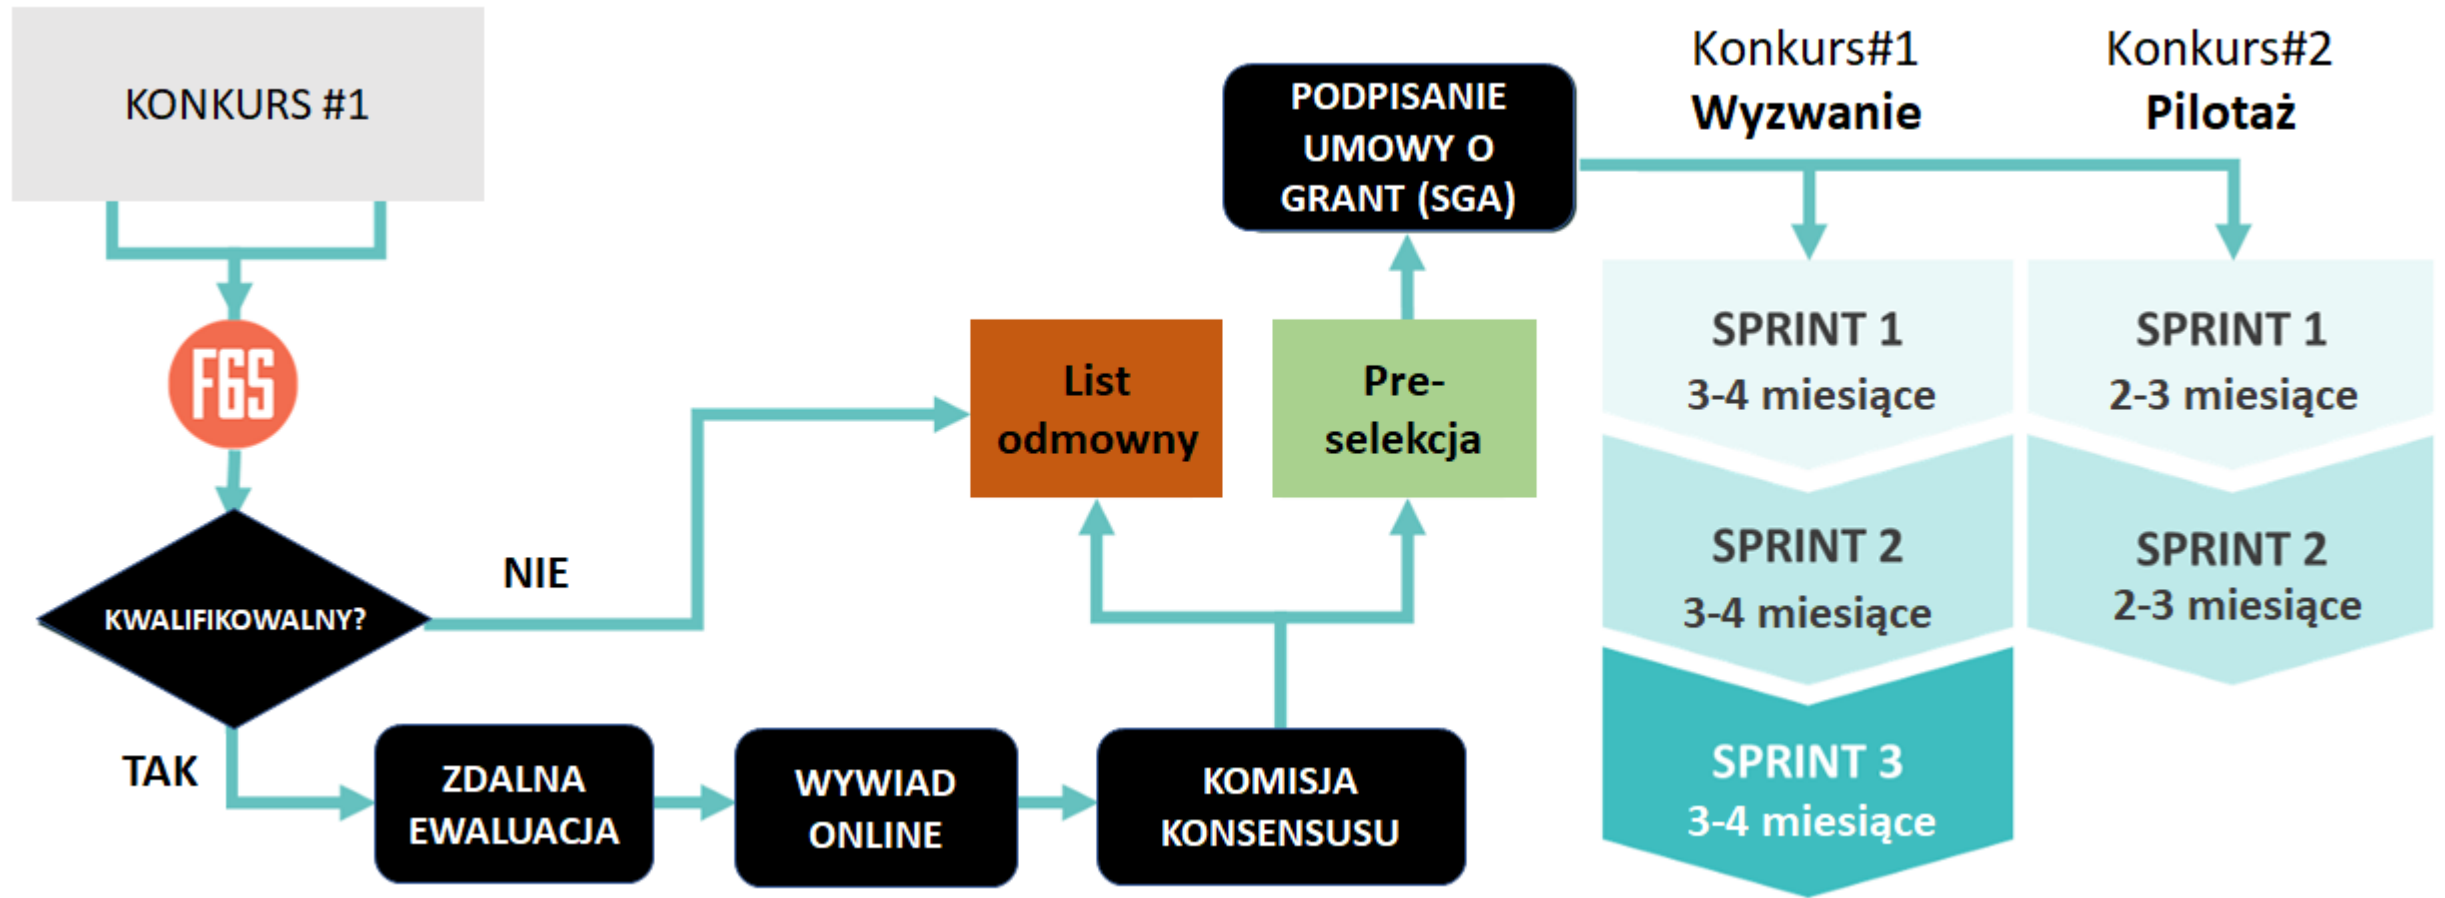 KONKURS #1
F6S
KWALIFIKOWALNY?
NIE
TAK
ZDALNA
EWALUACJA
WYWIAD
ONLINE
KOMISJA
KONSENSUSU
List
odmowny
Pre-
selekcja
PODPISANIE
UMOWY O
GRANT (SGA)
Konkurs#1
Wyzwanie
SPRINT 1
3-4 miesiące
SPRINT 2
3-4 miesiące
SPRINT 3
3-4 miesiące
Konkurs#2
Pilotaż
SPRINT 1
2-3 miesiące
SPRINT 2
2-3 miesiące